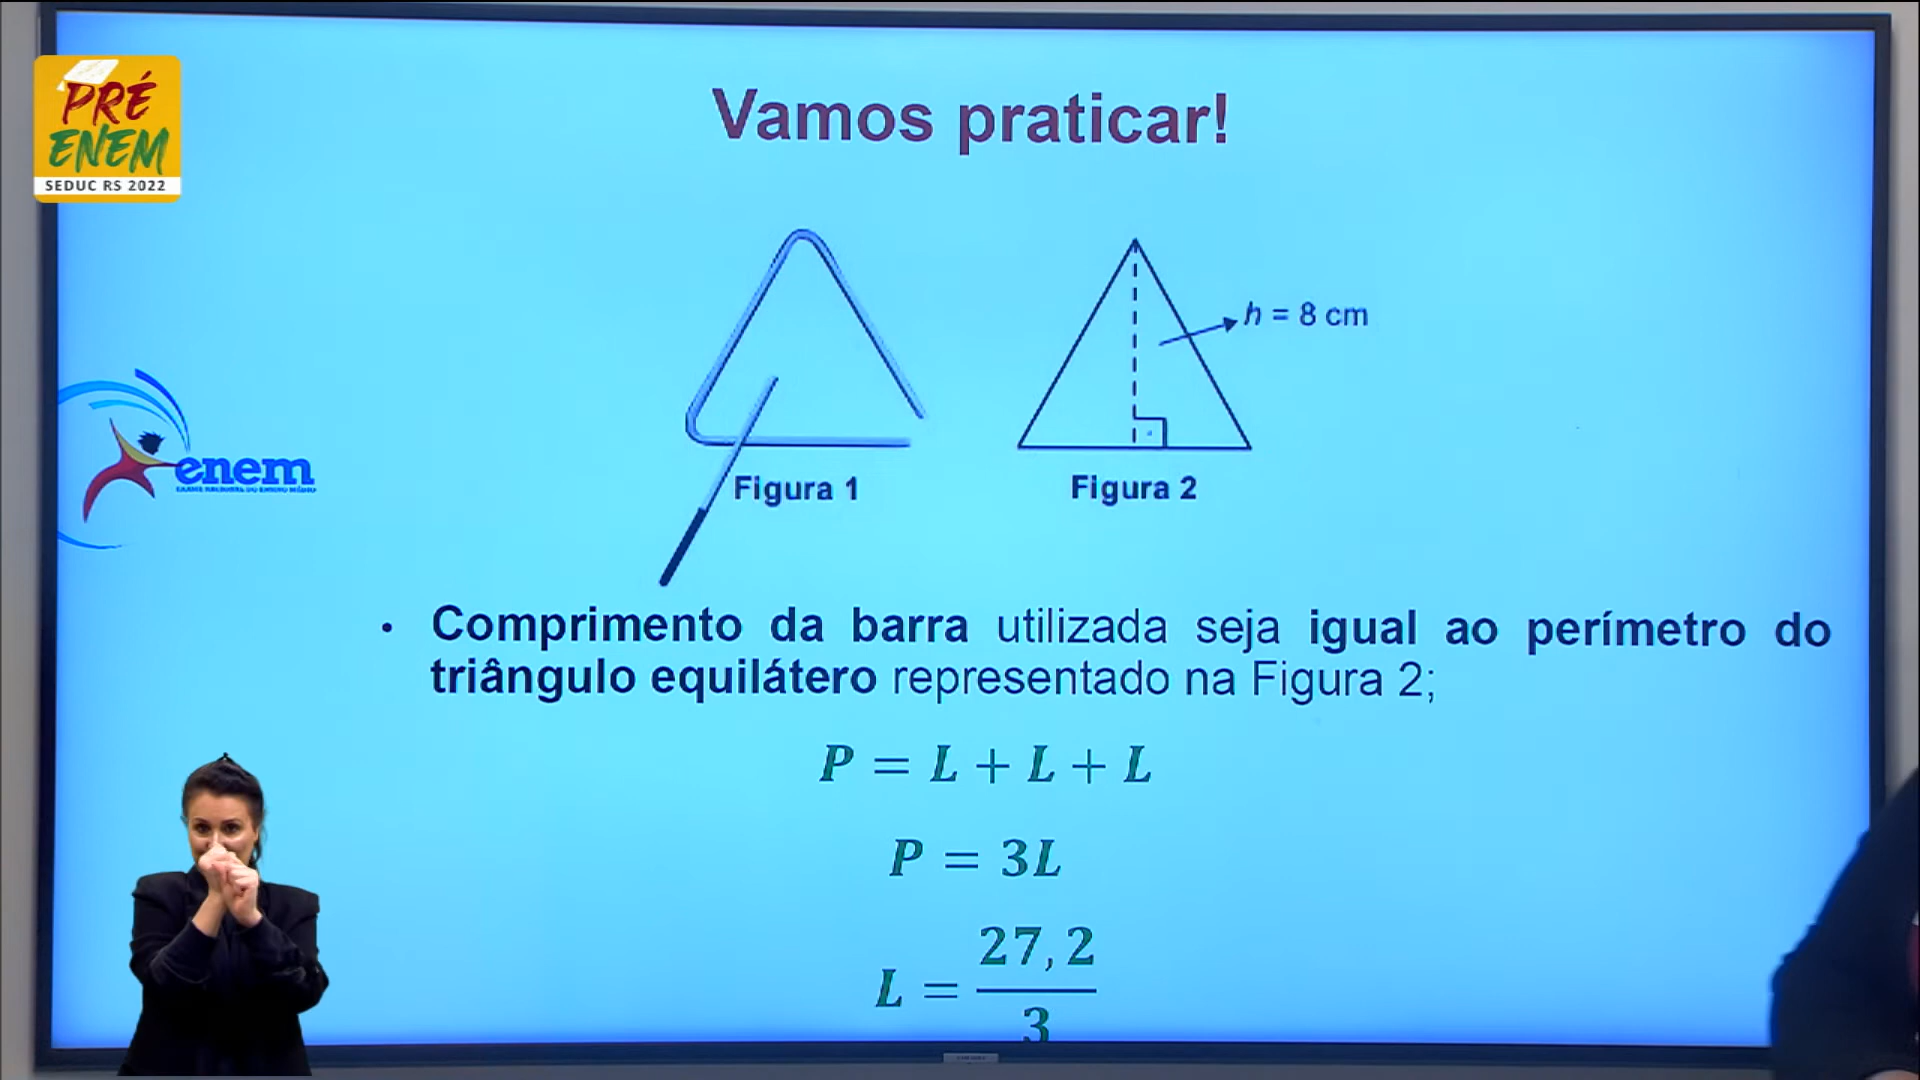 PRÉ
ENEM
SEDUC RS 2022
Vamos praticar!
h = 8 cm
enem
Figura 1
Figura 2
• Comprimento da barra utilizada seja igual ao perímetro do
triângulo equilátero representado na Figura 2;
P = L + L + L
P = 3L
L = 27,2
3